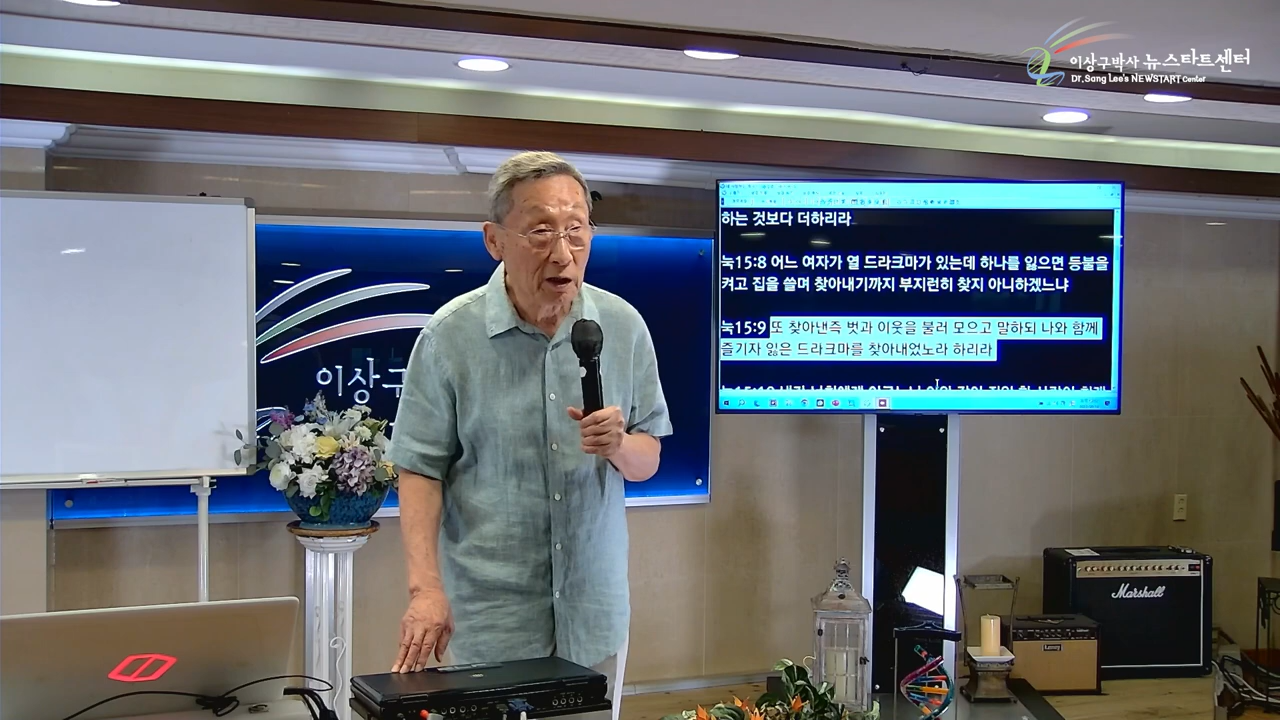 이상구박사 뉴스타트센터
Dr. Sang Lee's NEWSTART Center
하는 것보다 더하리라
눅15:8 어느 여자가 열 드라크마가 있는데 하나를 잃으면 등불을
켜고 집을 쓸며 찾아내기까지 부지런히 찾지 아니하겠느냐
눅15:9 또 찾아낸즉 벗과 이웃을 불러 모으고 말하되 나와 함께
즐기자 잃은 드라크마를 찾아내었노라 하리라
이상구
Marshall
Laney